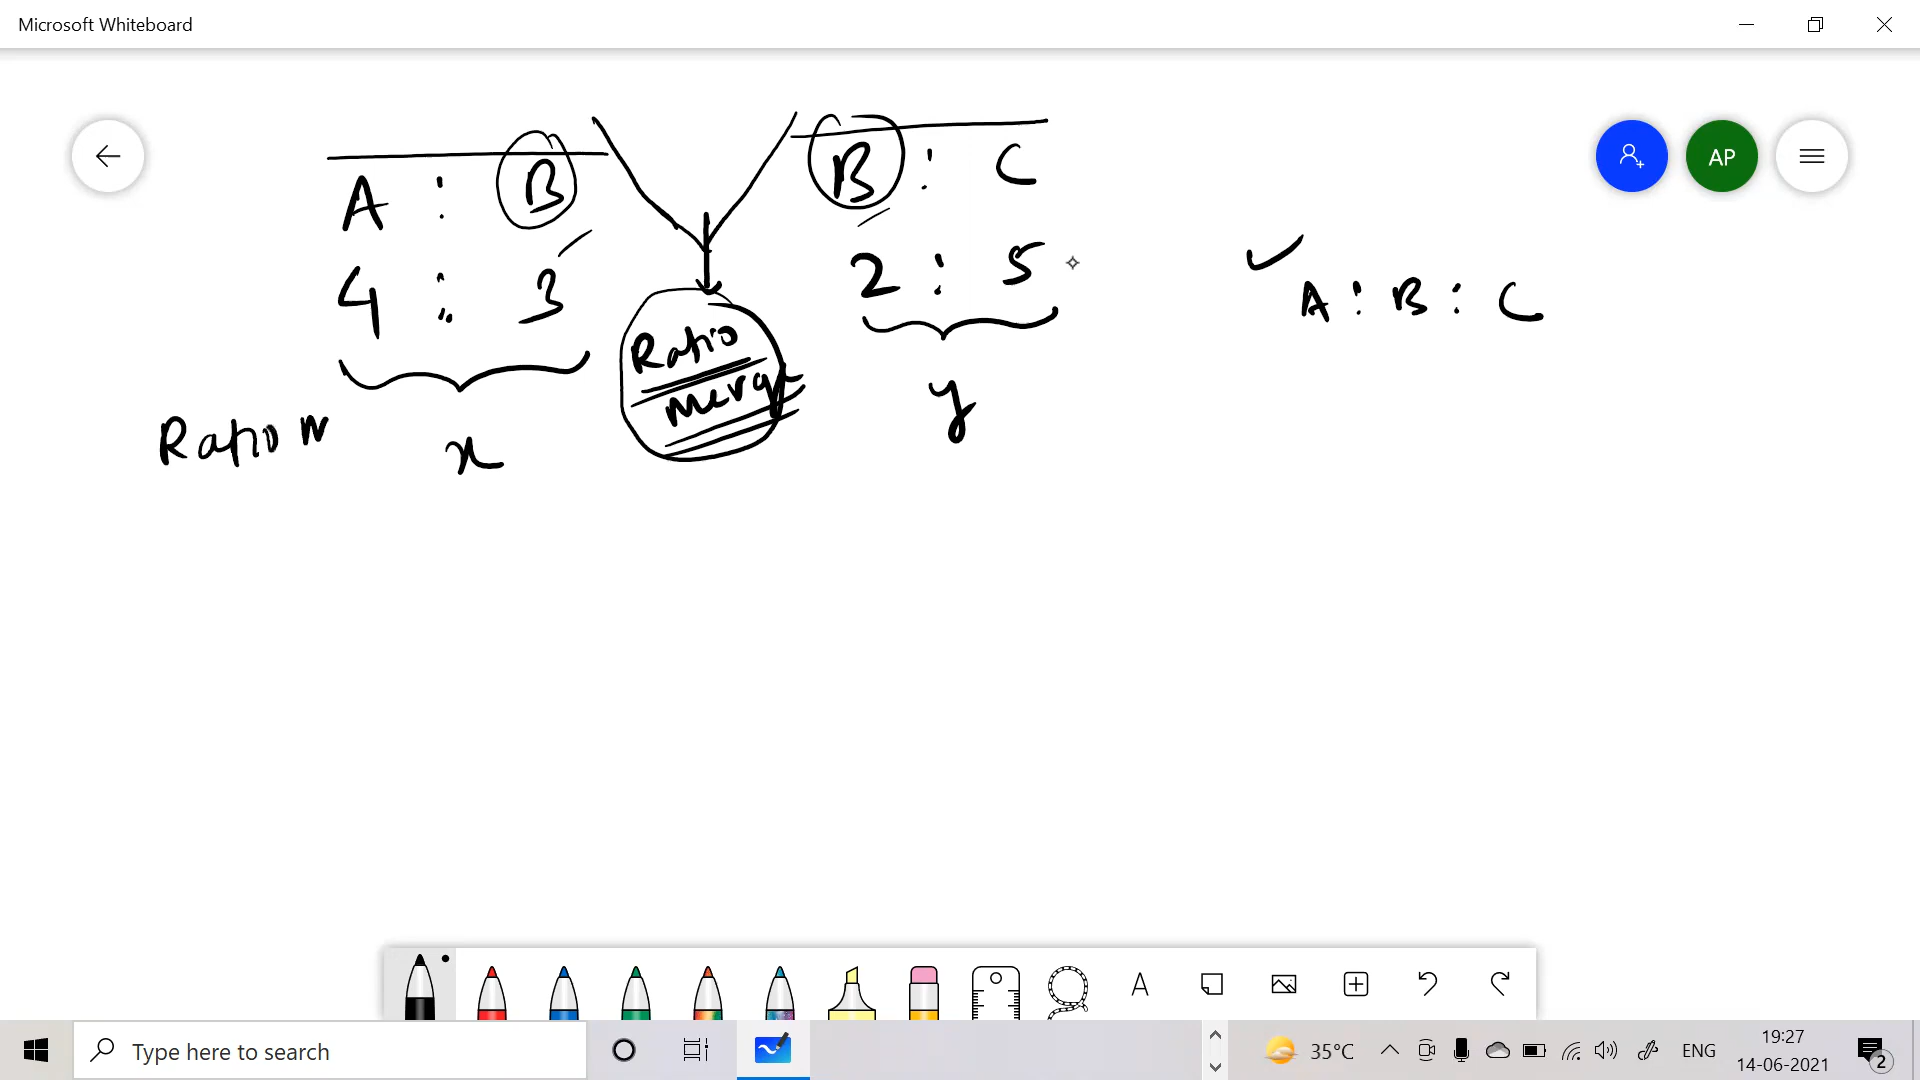 Microsoft Whiteboard
A : B
B : C
4 : 3
2 : 5
A : B : C
Ratio
merge
x
y
AP
A
Type here to search
35°C
ENG
19:27
14-06-2021
2